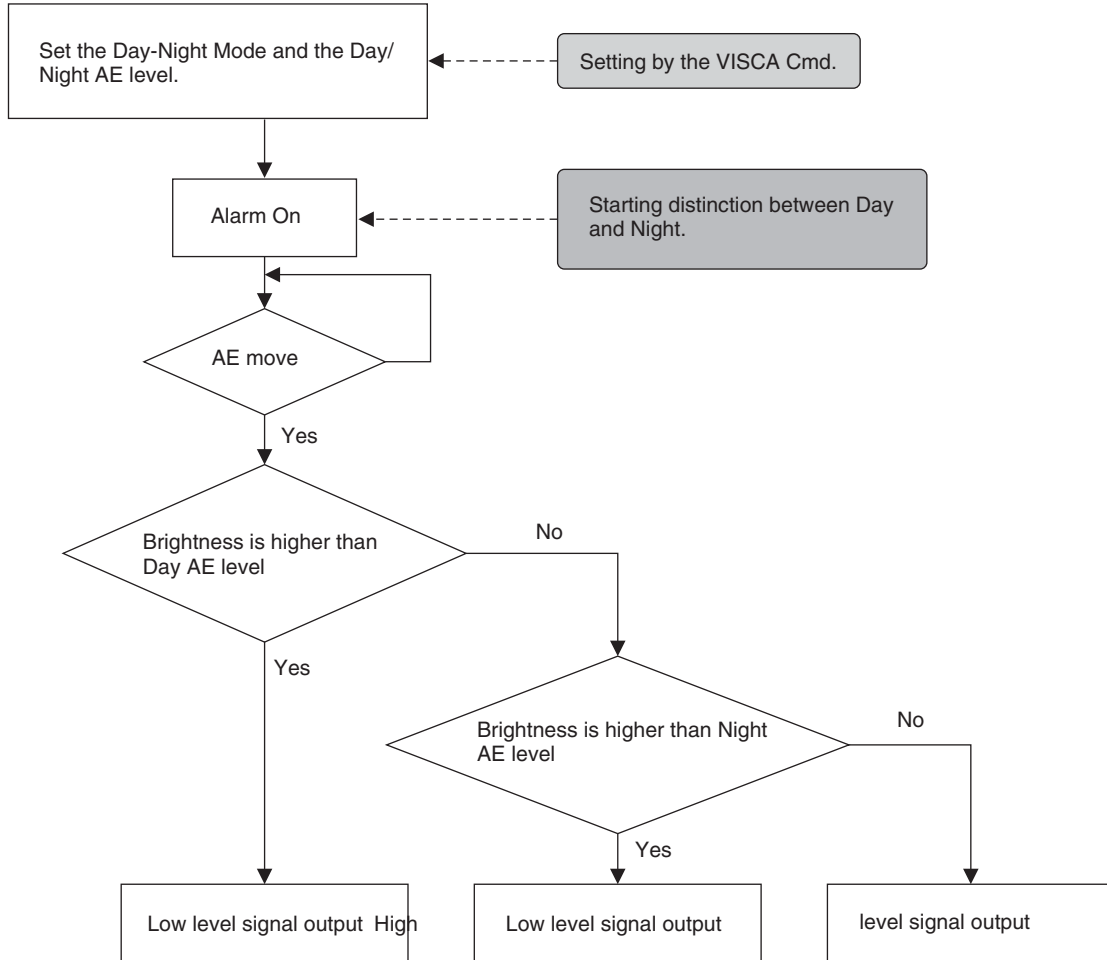 Set the Day-Night Mode and the Day/
Night AE level.
Setting by the VISCA Cmd.
Alarm On
Starting distinction between Day
and Night.
AE move
Yes
Brightness is higher than
Day AE level
No
Yes
Brightness is higher than Night
AE level
No
Yes
Low level signal output High
Low level signal output
level signal output